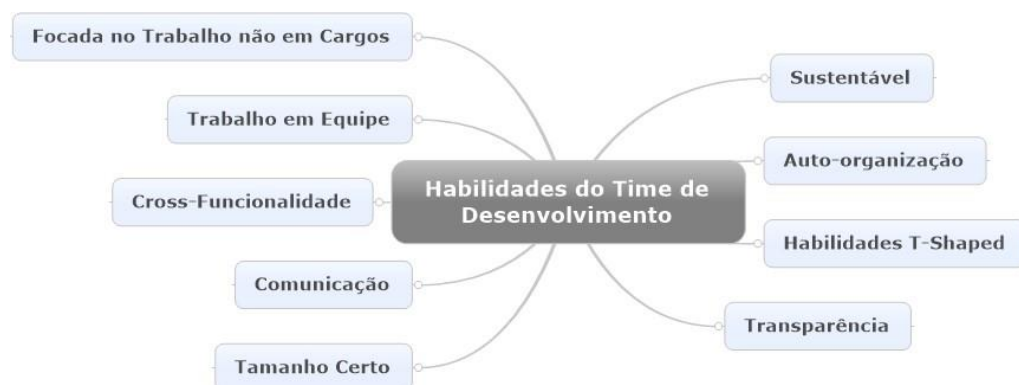 Focada no Trabalho não em Cargos
Trabalho em Equipe
Cross-Funcionalidade
Comunicação
Tamanho Certo
Habilidades do Time de
Desenvolvimento
Sustentável
Auto-organização
Habilidades T-Shaped
Transparência